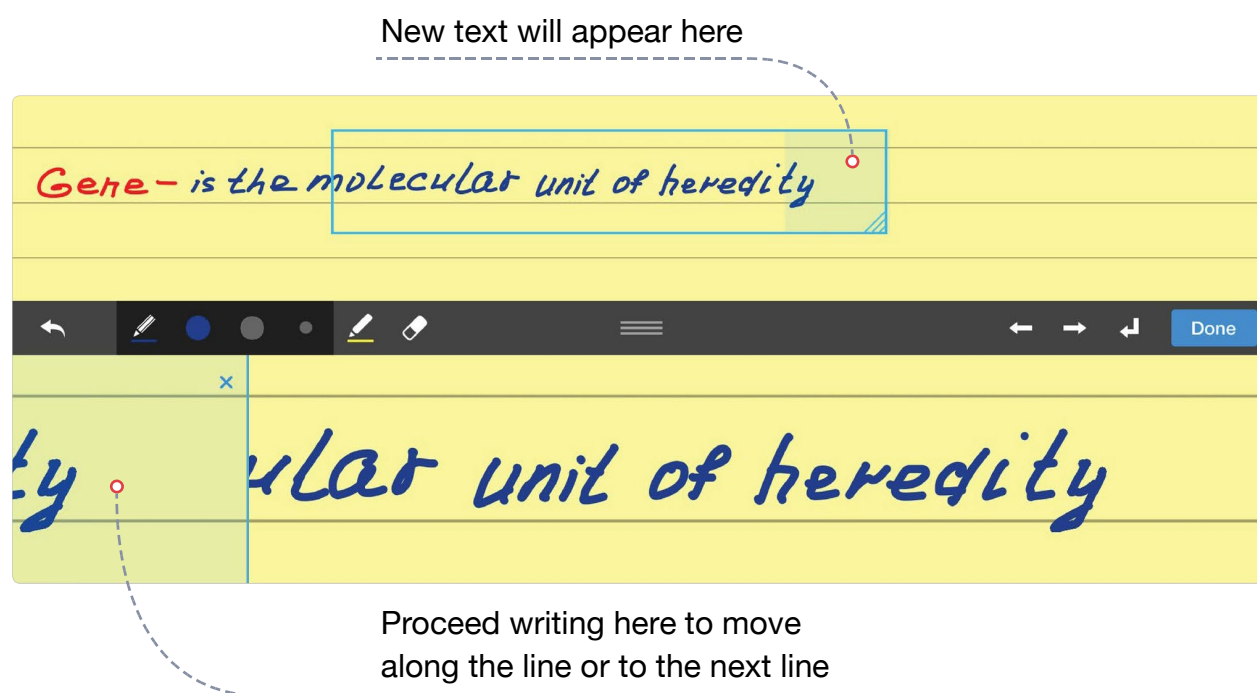 New text will appear here
Gene- is the molecular unit of heredity
Done
ty ular unit of heredity
Proceed writing here to move
along the line or to the next line